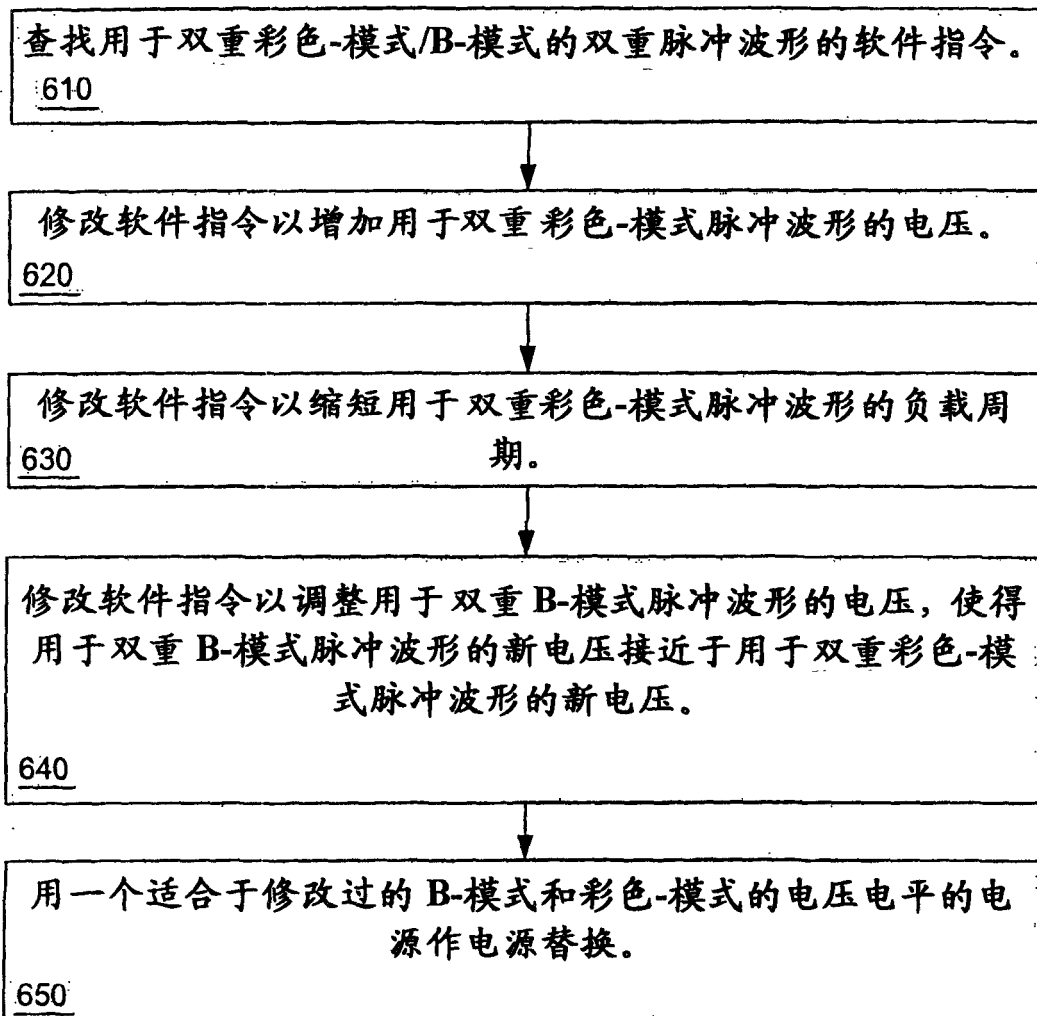 查找用于双重彩色-模式/B-模式的双重脉冲波形的软件指令。
610
修改软件指令以增加用于双重彩色-模式脉冲波形的电压。
620
修改软件指令以缩短用于双重彩色-模式脉冲波形的负载周
期。
630
修改软件指令以调整用于双重B-模式脉冲波形的电压，使得
用于双重B-模式脉冲波形的新电压接近于用于双重彩色-模
式脉冲波形的新电压。
640
用一个适合于修改过的B-模式和彩色-模式的电压电平的电
源作电源替换。
650